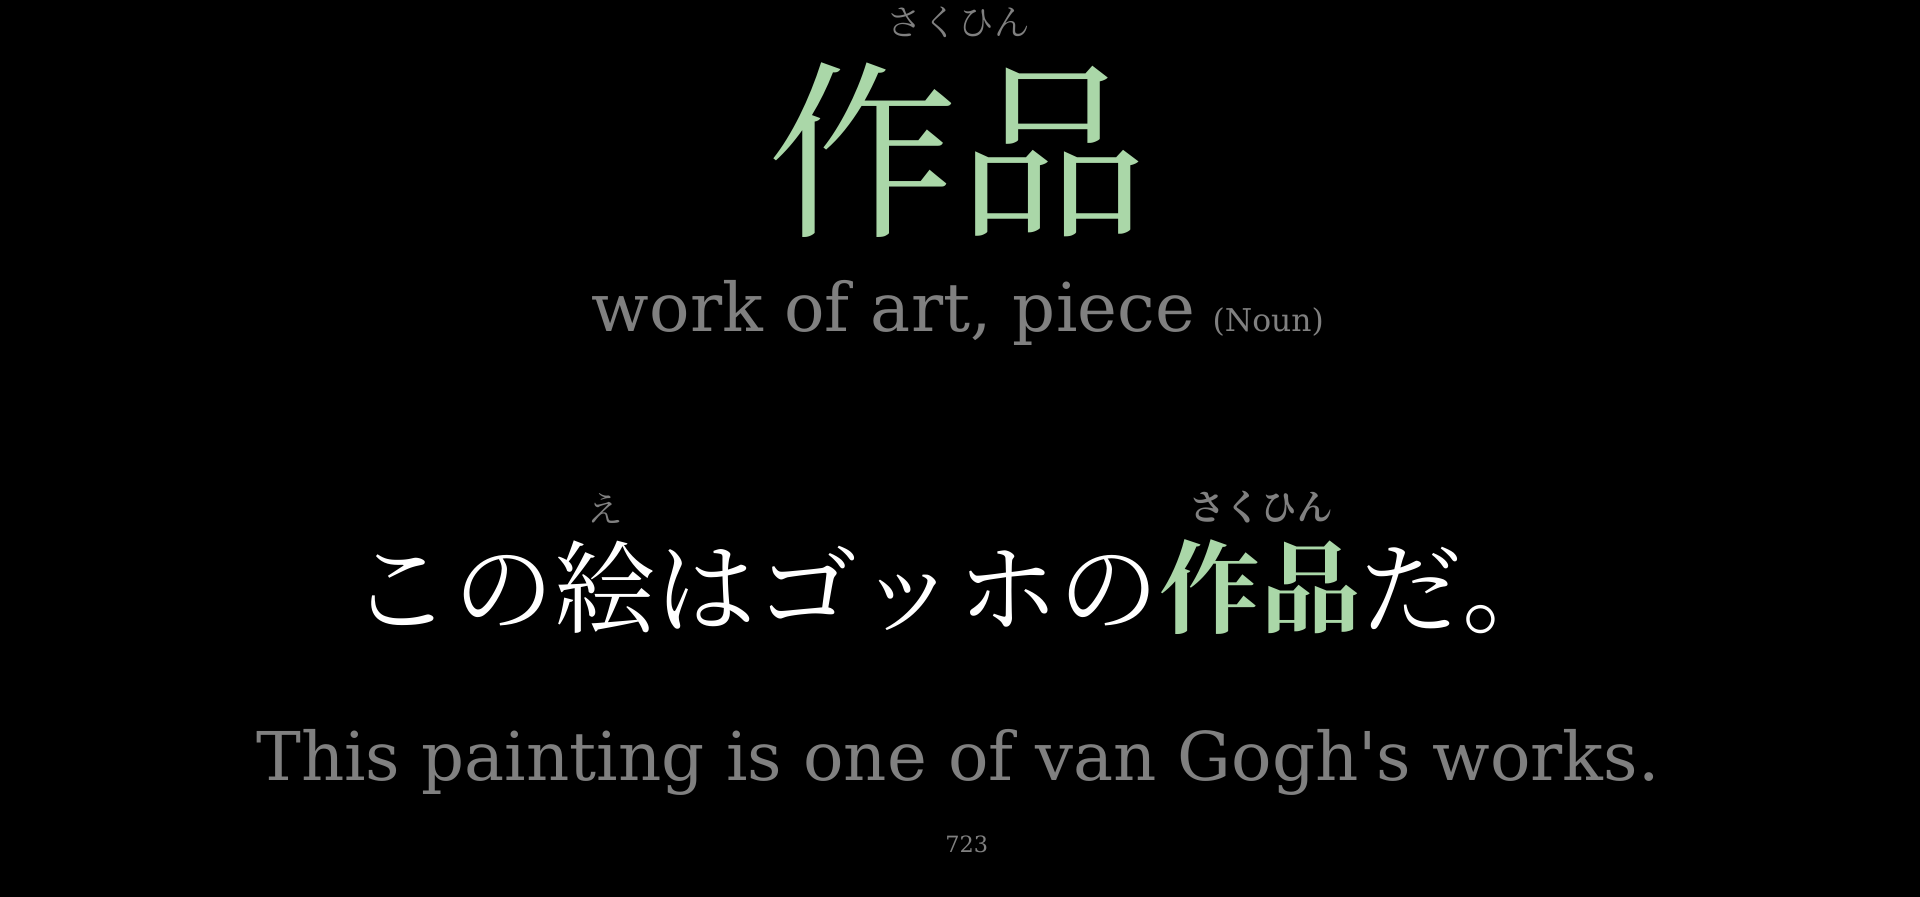 さくひん
作品
work of art, piece (Noun)
え さくひん
この絵はゴッホの作品だ。
This painting is one of van Gogh's works.
723